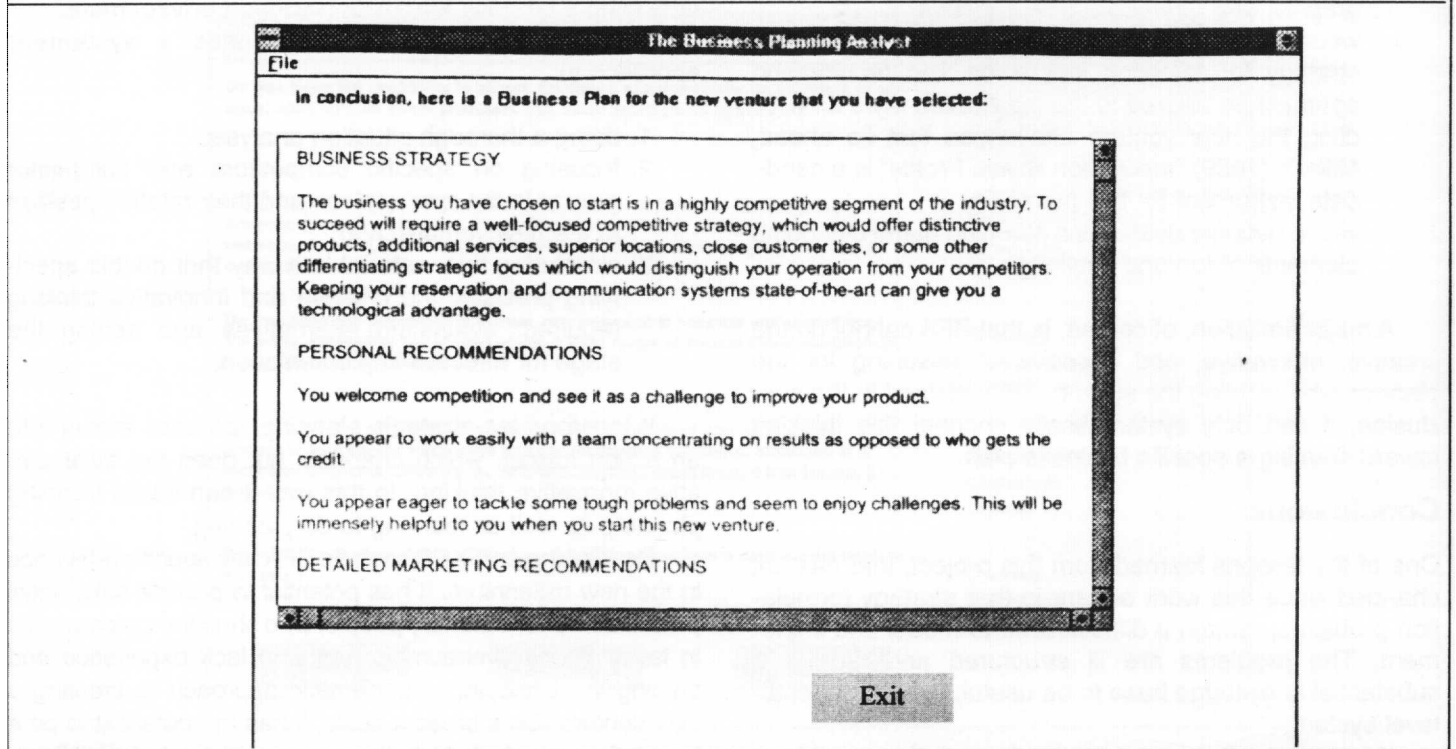 The Business Planning Analyst
File
In conclusion, here is a Business Plan for the new venture that you have selected:
BUSINESS STRATEGY
The business you have chosen to start is in a highly competitive segment of the industry. To
succeed will require a well-focused competitive strategy, which would offer distinctive
products, additional services, superior locations, close customer ties, or some other
differentiating strategic focus which would distinguish your operation from your competitors.
Keeping your reservation and communication systems state-of-the-art can give you a
technological advantage.
PERSONAL RECOMMENDATIONS
You welcome competition and see it as a challenge to improve your product.
You appear to work easily with a team concentrating on results as opposed to who gets the
credit.
You appear eager to tackle some tough problems and seem to enjoy challenges. This will be
immensely helpful to you when you start this new venture.
DETAILED MARKETING RECOMMENDATIONS
Exit